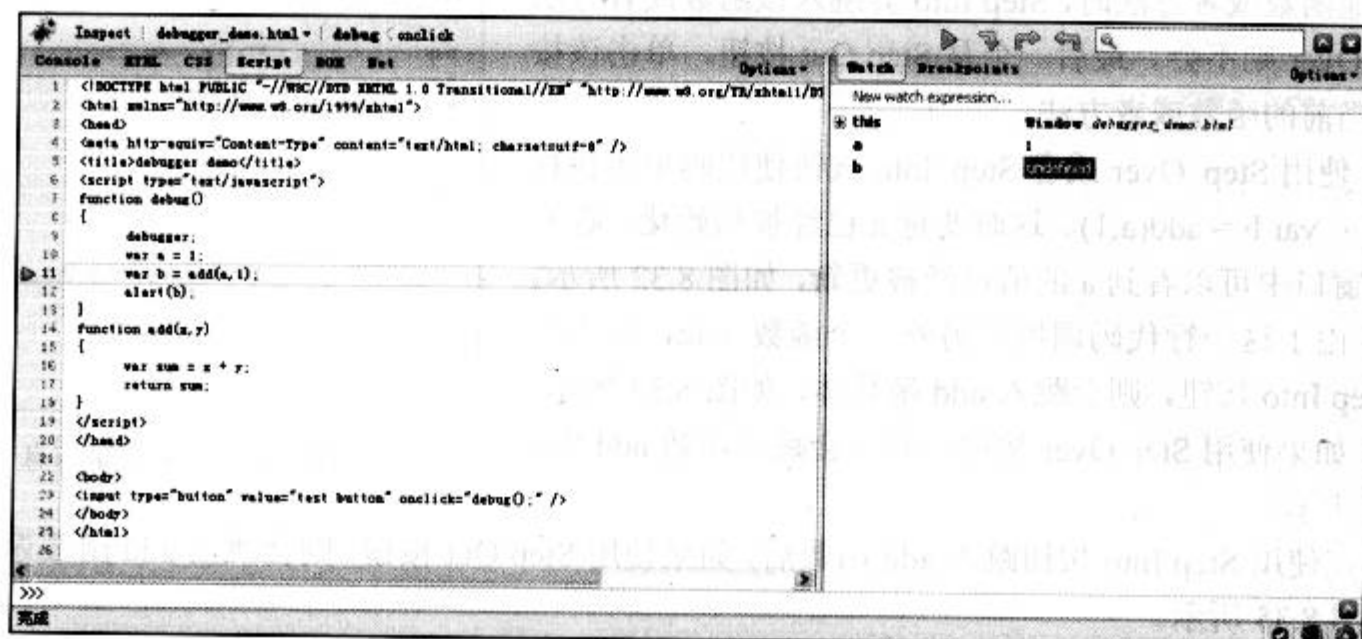 Inspect | debugger_demo.html | debug < onclick
Console HTML CSS Script DOM Net Options
Watch Breakpoints Options
1 <!DOCTYPE html PUBLIC "-//W3C//DTD XHTML 1.0 Transitional//EN" "http://www.w3.org/TR/xhtml1/DT
2 <html xmlns="http://www.w3.org/1999/xhtml">
3 <head>
4 <meta http-equiv="Content-Type" content="text/html; charset=utf-8" />
5 <title>debugger demo</title>
6 <script type="text/javascript">
7 function debug()
8 {
9 debugger;
10 var a = 1;
11 var b = add(a,1);
12 alert(b);
13 }
14 function add(x,y)
15 {
16 var sum = x + y;
17 return sum;
18 }
19 </script>
20 </head>
21
22 <body>
23 <input type="button" value="test button" onclick="debug();" />
24 </body>
25 </html>
26
>>>
完成
New watch expression...
this Window debugger_demo.html
a 1
b undefined